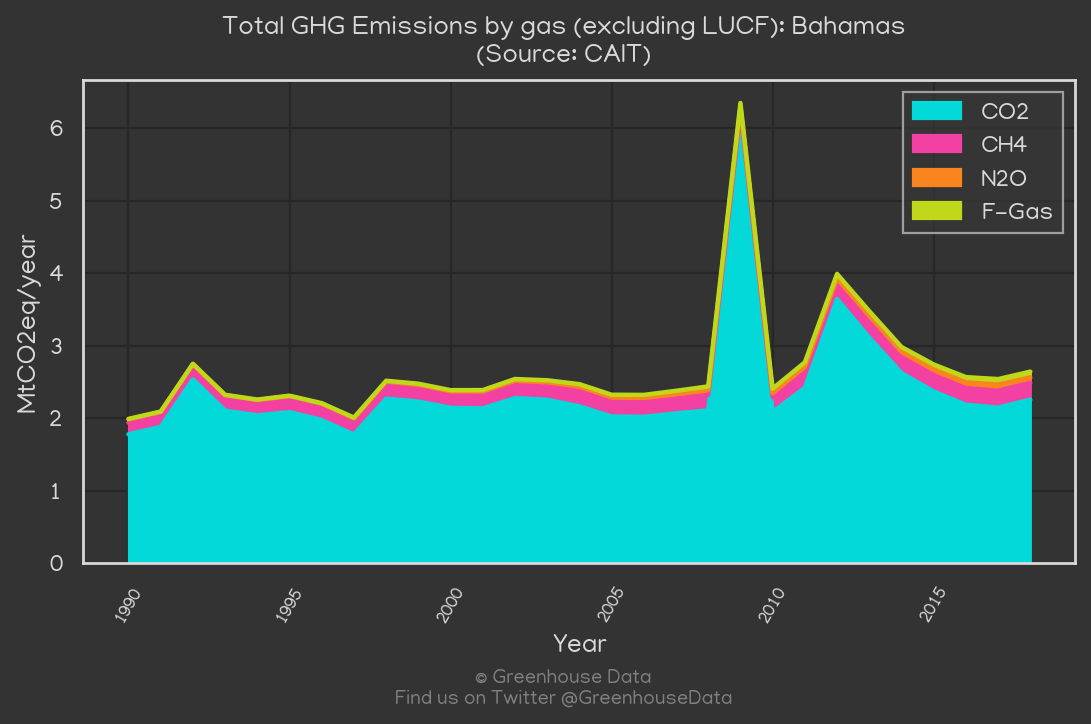 Total GHG Emissions by gas (excluding LUCF): Bahamas
(Source: CAIT)
CO2
CH4
N2O
F-Gas
MtCO2eq/year
6
5
4
3
2
1
0
1990
1995
2000
2005
2010
2015
Year
© Greenhouse Data
Find us on Twitter @GreenhouseData